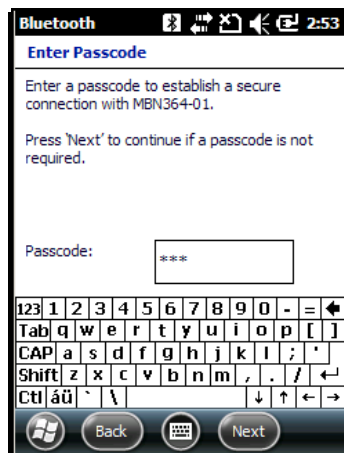 Bluetooth 2:53
Enter Passcode
Enter a passcode to establish a secure
connection with MBN364-01.
Press 'Next' to continue if a passcode is not
required.
Passcode: ***
123 1 2 3 4 5 6 7 8 9 0 - =
Tab q w e r t y u i o p [ ]
CAP a s d f g h j k l ; '
Shift z x c v b n m , . /
Ctl áü ` \
Back Next